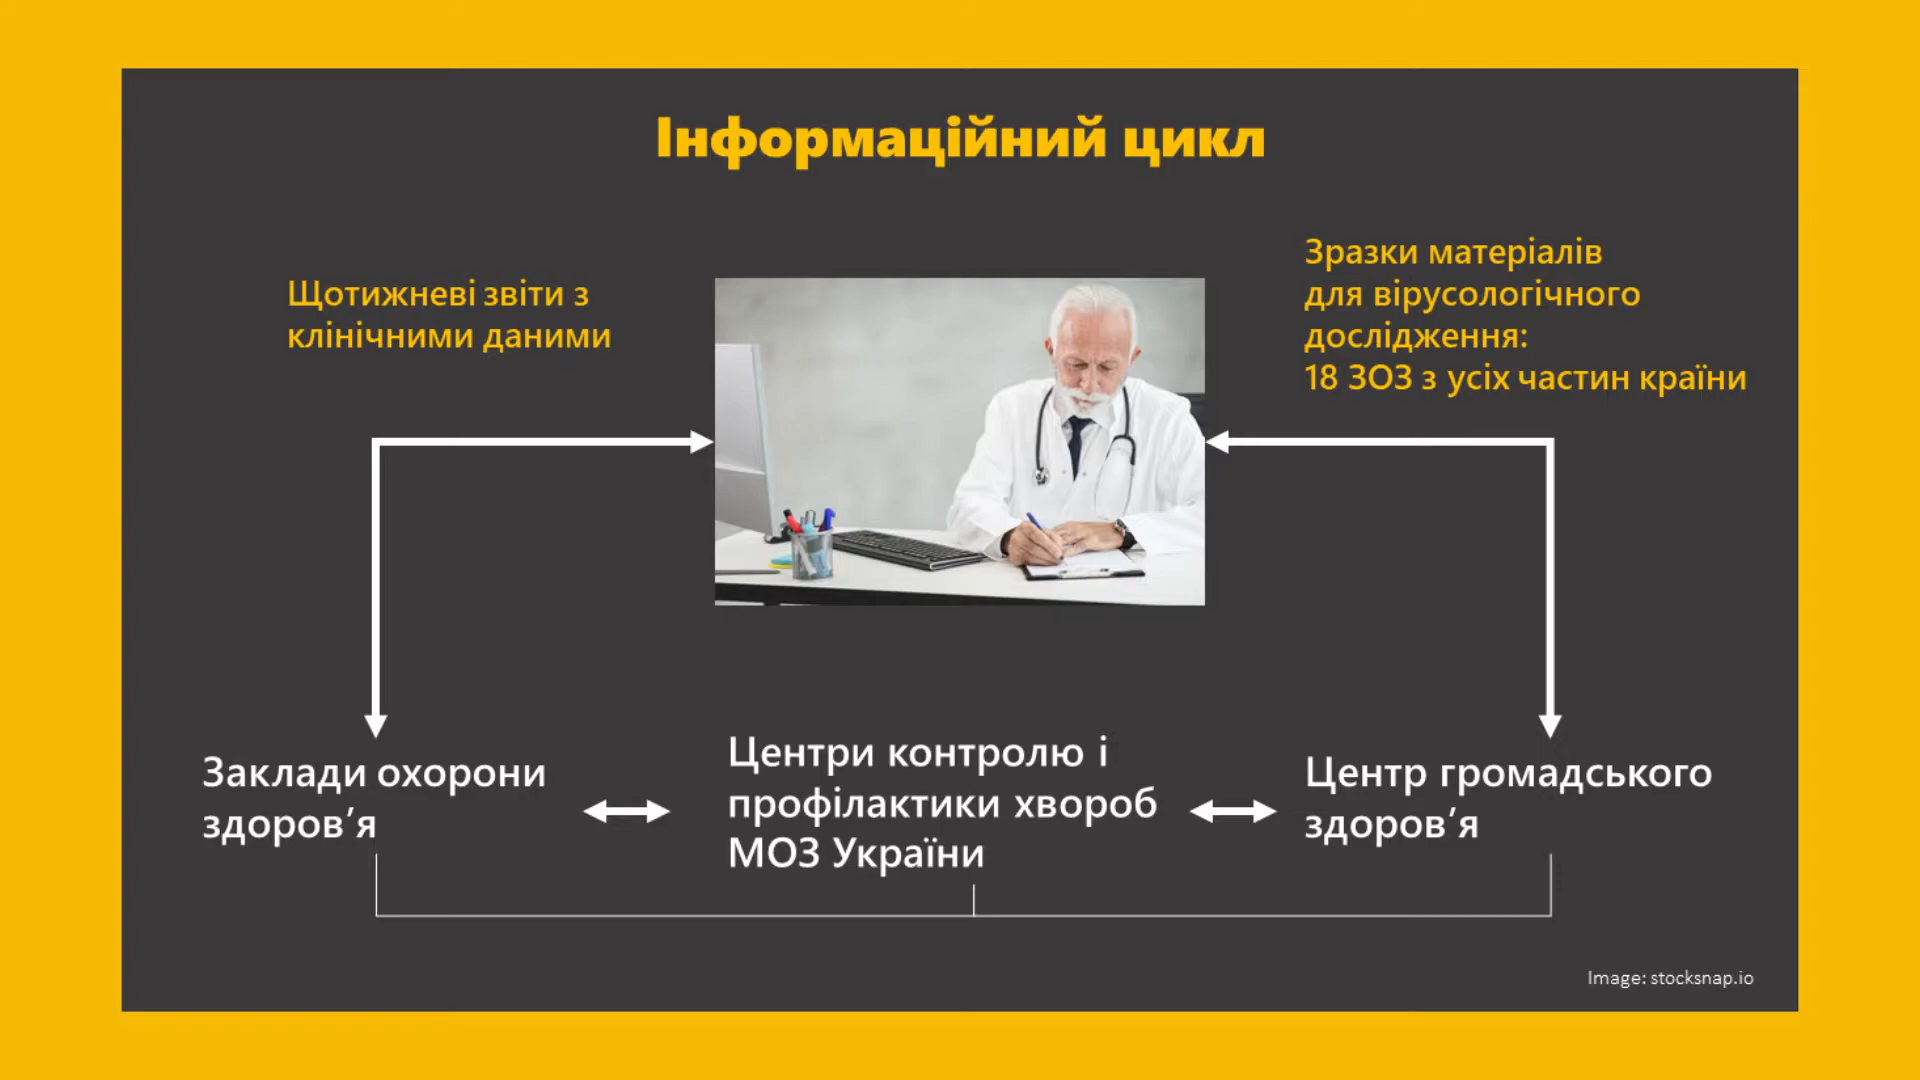 Інформаційний цикл
Щотижневі звіти з
клінічними даними
Зразки матеріалів
для вірусологічного
дослідження:
18 ЗОЗ з усіх частин країни
Заклади охорони
здоров’я
Центри контролю і
профілактики хвороб
МОЗ України
Центр громадського
здоров’я
Image: stocksnap.io